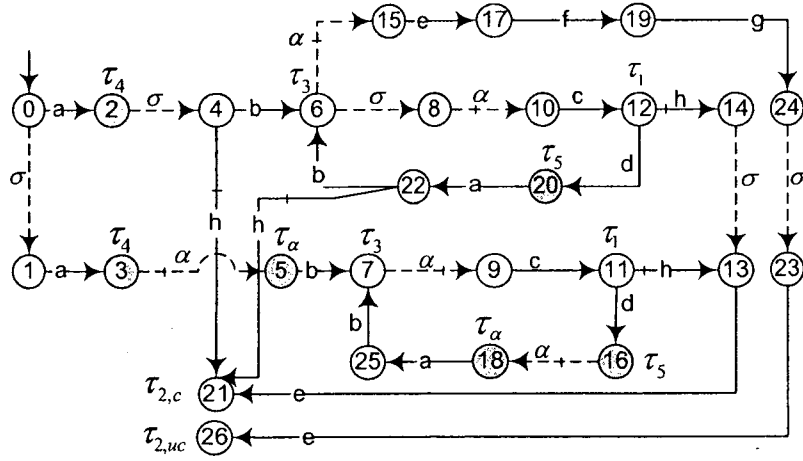 15 e 17 f 19 g
α
τ4 τ3 τ1
0 a 2 σ 4 b 6 σ 8 α 10 c 12 h 14 24
τ5
b 22 a 20 d
σ h h σ σ
τ4 τα τ3 τ1
1 a 3 α 5 b 7 α 9 c 11 h 13 23
b d
τα
25 a 18 α 16 τ5
τ2,c 21 e
τ2,uc 26 e